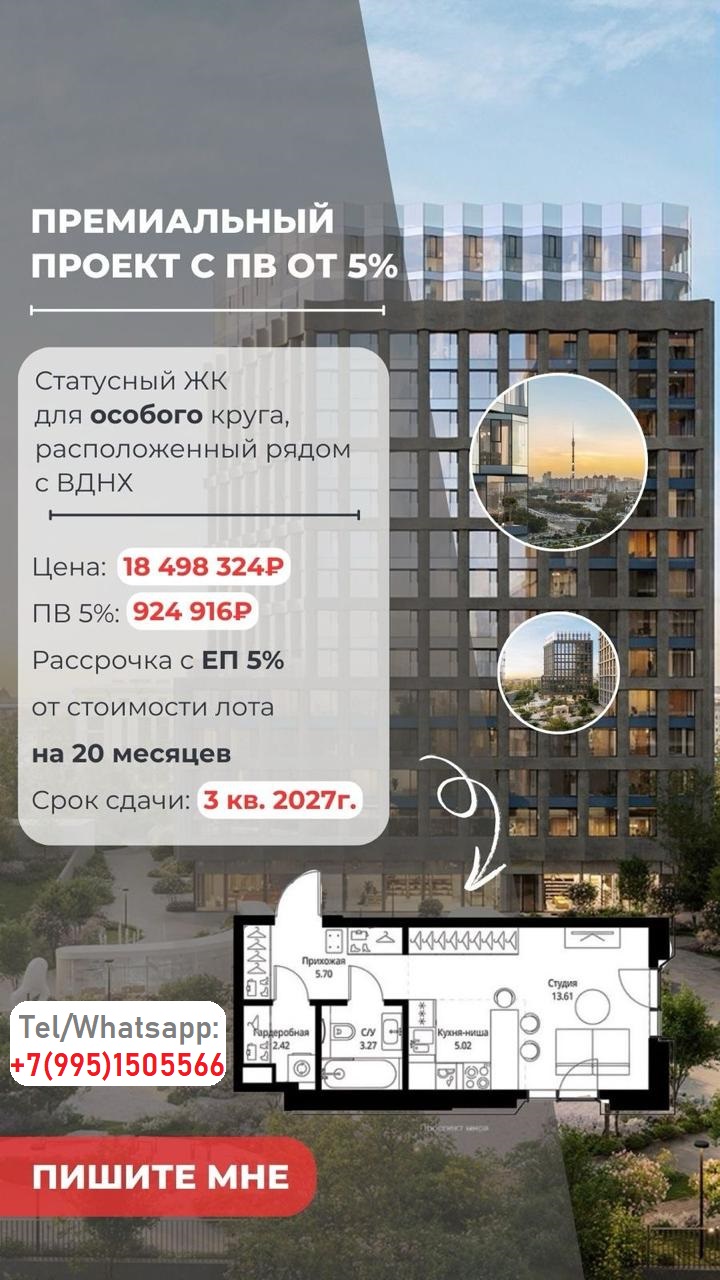 ПРЕМИАЛЬНЫЙ
ПРОЕКТ С ПВ ОТ 5%
Статусный ЖК
для особого круга,
расположенный рядом
с ВДНХ
Цена: 18 498 324₽
ПВ 5%: 924 916₽
Рассрочка с ЕП 5%
от стоимости лота
на 20 месяцев
Срок сдачи: 3 кв. 2027г.
Прихожая
5.70
Студия
13.61
Гардеробная
2.42
С/У
3.27
Кухня-ниша
5.02
Проспект мира
Tel/Whatsapp:
+7(995)1505566
ПИШИТЕ МНЕ